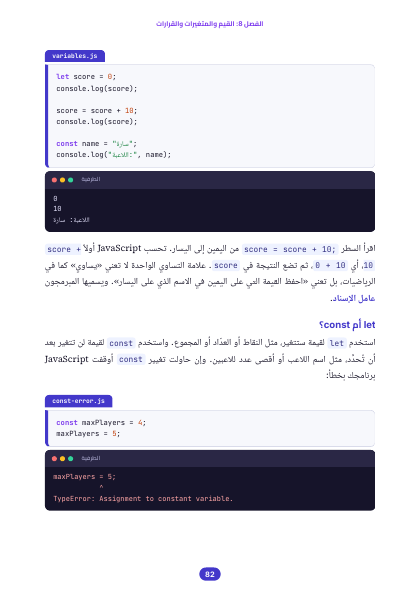 الفصل 8: القيم والمتغيرات والقرارات
variables.js
let score = 0;
console.log(score);
score = score + 10;
console.log(score);
const name = "سارة";
console.log("اللاعبة:", name);
الطرفية
0
10
اللاعبة: سارة
اقرأ السطر score = score + 10; من اليمين إلى اليسار. تحسب JavaScript أولاً score +
10، أي 0 + 10، ثم تضع النتيجة في score. علامة التساوي الواحدة لا تعني «يساوي» كما في
الرياضيات، بل تعني «احفظ القيمة التي على اليمين في الاسم الذي على اليسار». ويسميها المبرمجون
عامل الإسناد.
let أم const؟
استخدم let لقيمة ستتغير، مثل النقاط أو العدّاد أو المجموع. واستخدم const لقيمة لن تتغير بعد
أن تُحدَّد، مثل اسم اللاعب أو أقصى عدد للاعبين. وإن حاولت تغيير const أوقفت JavaScript
برنامجك بخطأ:
const-error.js
const maxPlayers = 4;
maxPlayers = 5;
الطرفية
maxPlayers = 5;
^
TypeError: Assignment to constant variable.
82